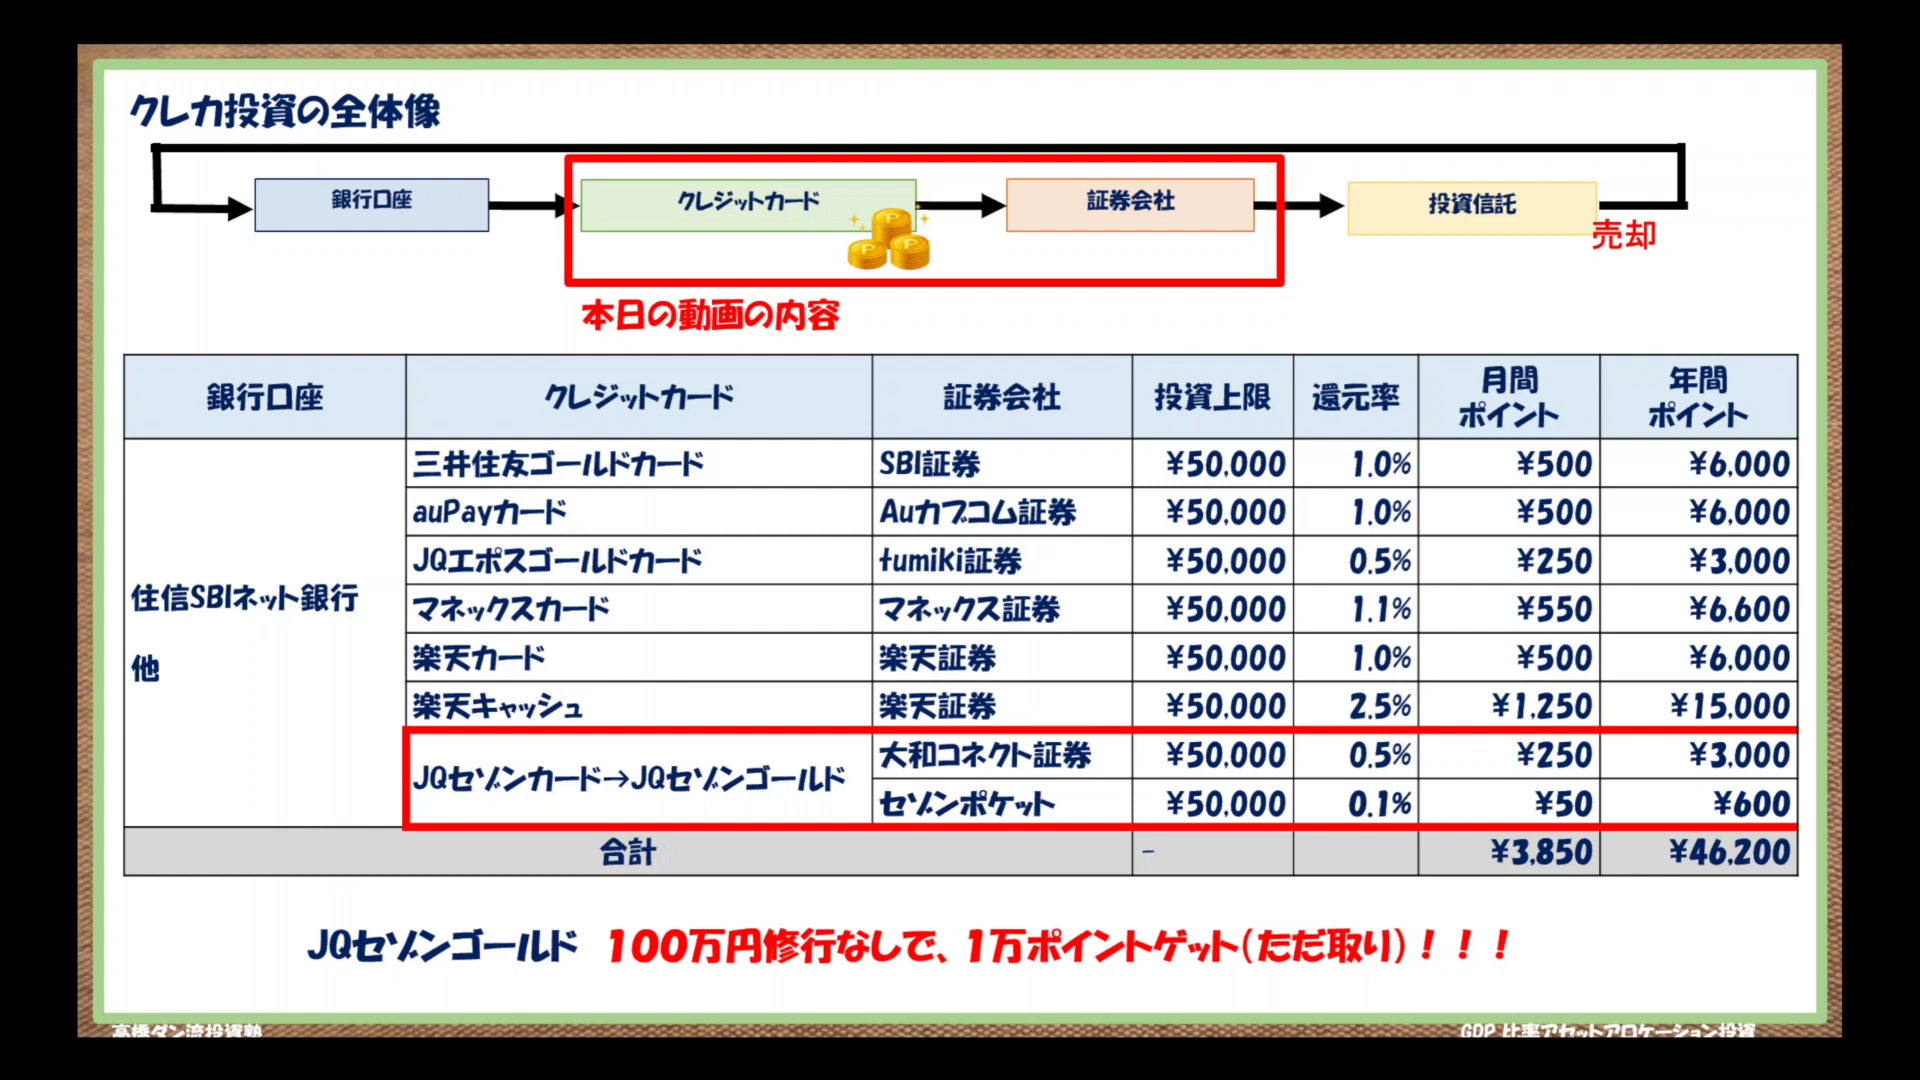 クレカ投資の全体像
銀行口座
クレジットカード
証券会社
投資信託
売却
本日の動画の内容
銀行口座 クレジットカード 証券会社 投資上限 還元率 月間ポイント 年間ポイント
三井住友ゴールドカード SBI証券 ¥50,000 1.0% ¥500 ¥6,000
auPayカード Auカブコム証券 ¥50,000 1.0% ¥500 ¥6,000
JQエポスゴールドカード tumiki証券 ¥50,000 0.5% ¥250 ¥3,000
住信SBIネット銀行
他
マネックスカード マネックス証券 ¥50,000 1.1% ¥550 ¥6,600
楽天カード 楽天証券 ¥50,000 1.0% ¥500 ¥6,000
楽天キャッシュ 楽天証券 ¥50,000 2.5% ¥1,250 ¥15,000
JQセゾンカード→JQセゾンゴールド 大和コネクト証券 ¥50,000 0.5% ¥250 ¥3,000
セゾンポケット ¥50,000 0.1% ¥50 ¥600
合計 - ¥3,850 ¥46,200
JQセゾンゴールド 100万円修行なしで、1万ポイントゲット(ただ取り)！！！
高橋ダン流投資塾
GDP 比率アセットアロケーション投資